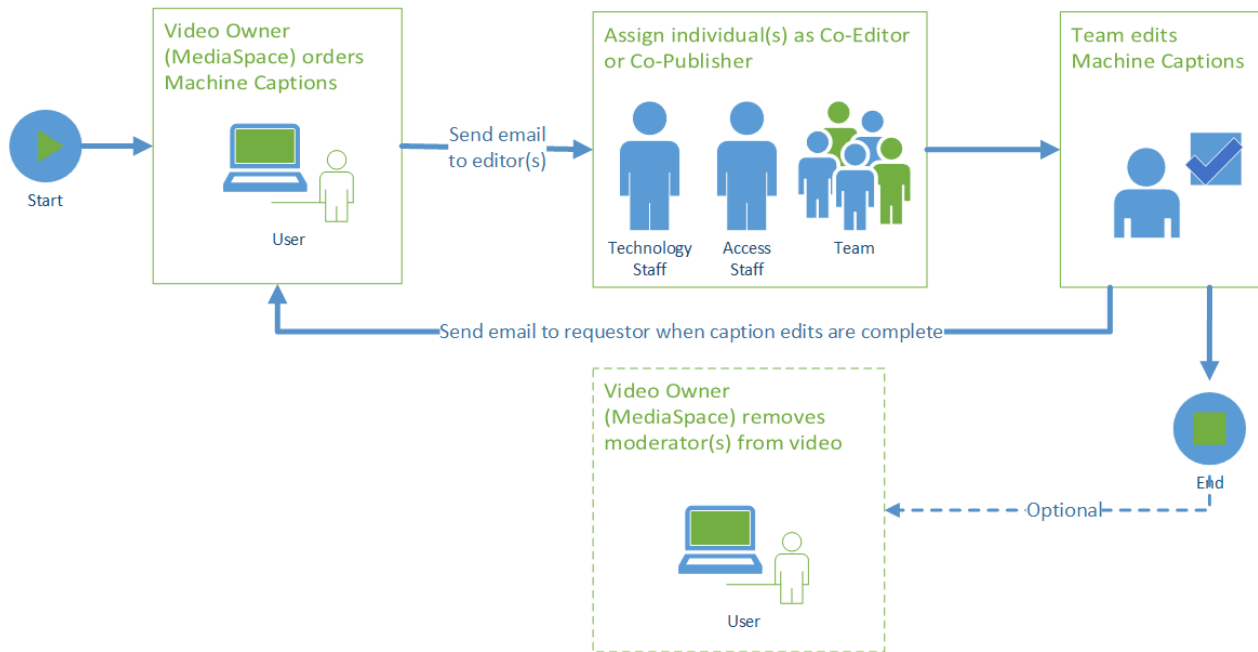 Video Owner
(MediaSpace) orders
Machine Captions
User
Start
Send email
to editor(s)
Assign individual(s) as Co-Editor
or Co-Publisher
Technology
Staff
Access
Staff
Team
Team edits
Machine Captions
Send email to requestor when caption edits are complete
Video Owner
(MediaSpace) removes
moderator(s) from video
User
End
Optional